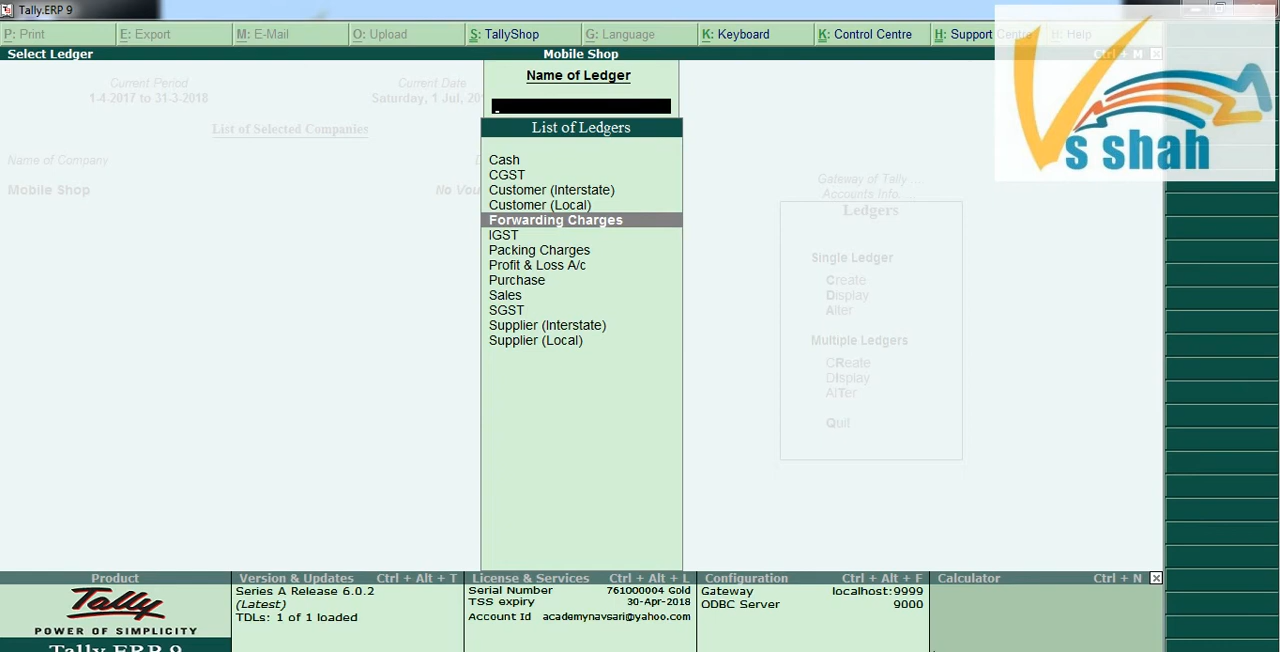 Tally.ERP 9
P: Print
E: Export
M: E-Mail
O: Upload
S: TallyShop
G: Language
K: Keyboard
K: Control Centre
H: Support Centre
H: Help
Select Ledger
Mobile Shop
Ctrl + M
Current Period
1-4-2017 to 31-3-2018
Current Date
Saturday, 1 Jul, 20
List of Selected Companies
Name of Company
Mobile Shop
No Vou
Name of Ledger
List of Ledgers
Cash
CGST
Customer (Interstate)
Customer (Local)
Forwarding Charges
IGST
Packing Charges
Profit & Loss A/c
Purchase
Sales
SGST
Supplier (Interstate)
Supplier (Local)
Gateway of Tally ...
Accounts Info. ...
Ledgers
Single Ledger
Create
Display
Alter
Multiple Ledgers
CReate
DIsplay
AlTer
Quit
Vs shah
Product
Tally
POWER OF SIMPLICITY
Tally.ERP 9
Version & Updates Ctrl + Alt + T
Series A Release 6.0.2
(Latest)
TDLs: 1 of 1 loaded
License & Services Ctrl + Alt + L
Serial Number 761000004 Gold
TSS expiry 30-Apr-2018
Account Id academynavsari@yahoo.com
Configuration Ctrl + Alt + F
Gateway localhost:9999
ODBC Server 9000
Calculator Ctrl + N